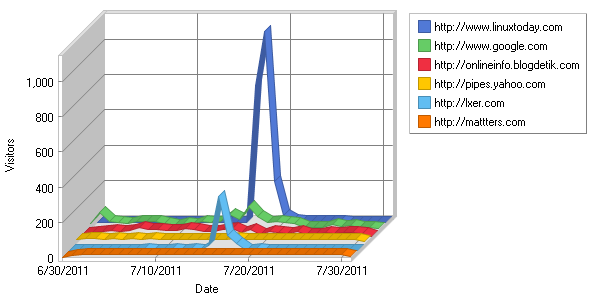 http://www.linuxtoday.com
http://www.google.com
http://onlineinfo.blogdetik.com
http://pipes.yahoo.com
http://lxer.com
http://mattters.com
Visitors
1,000
800
600
400
200
0
6/30/2011 7/10/2011 7/20/2011 7/30/2011
Date